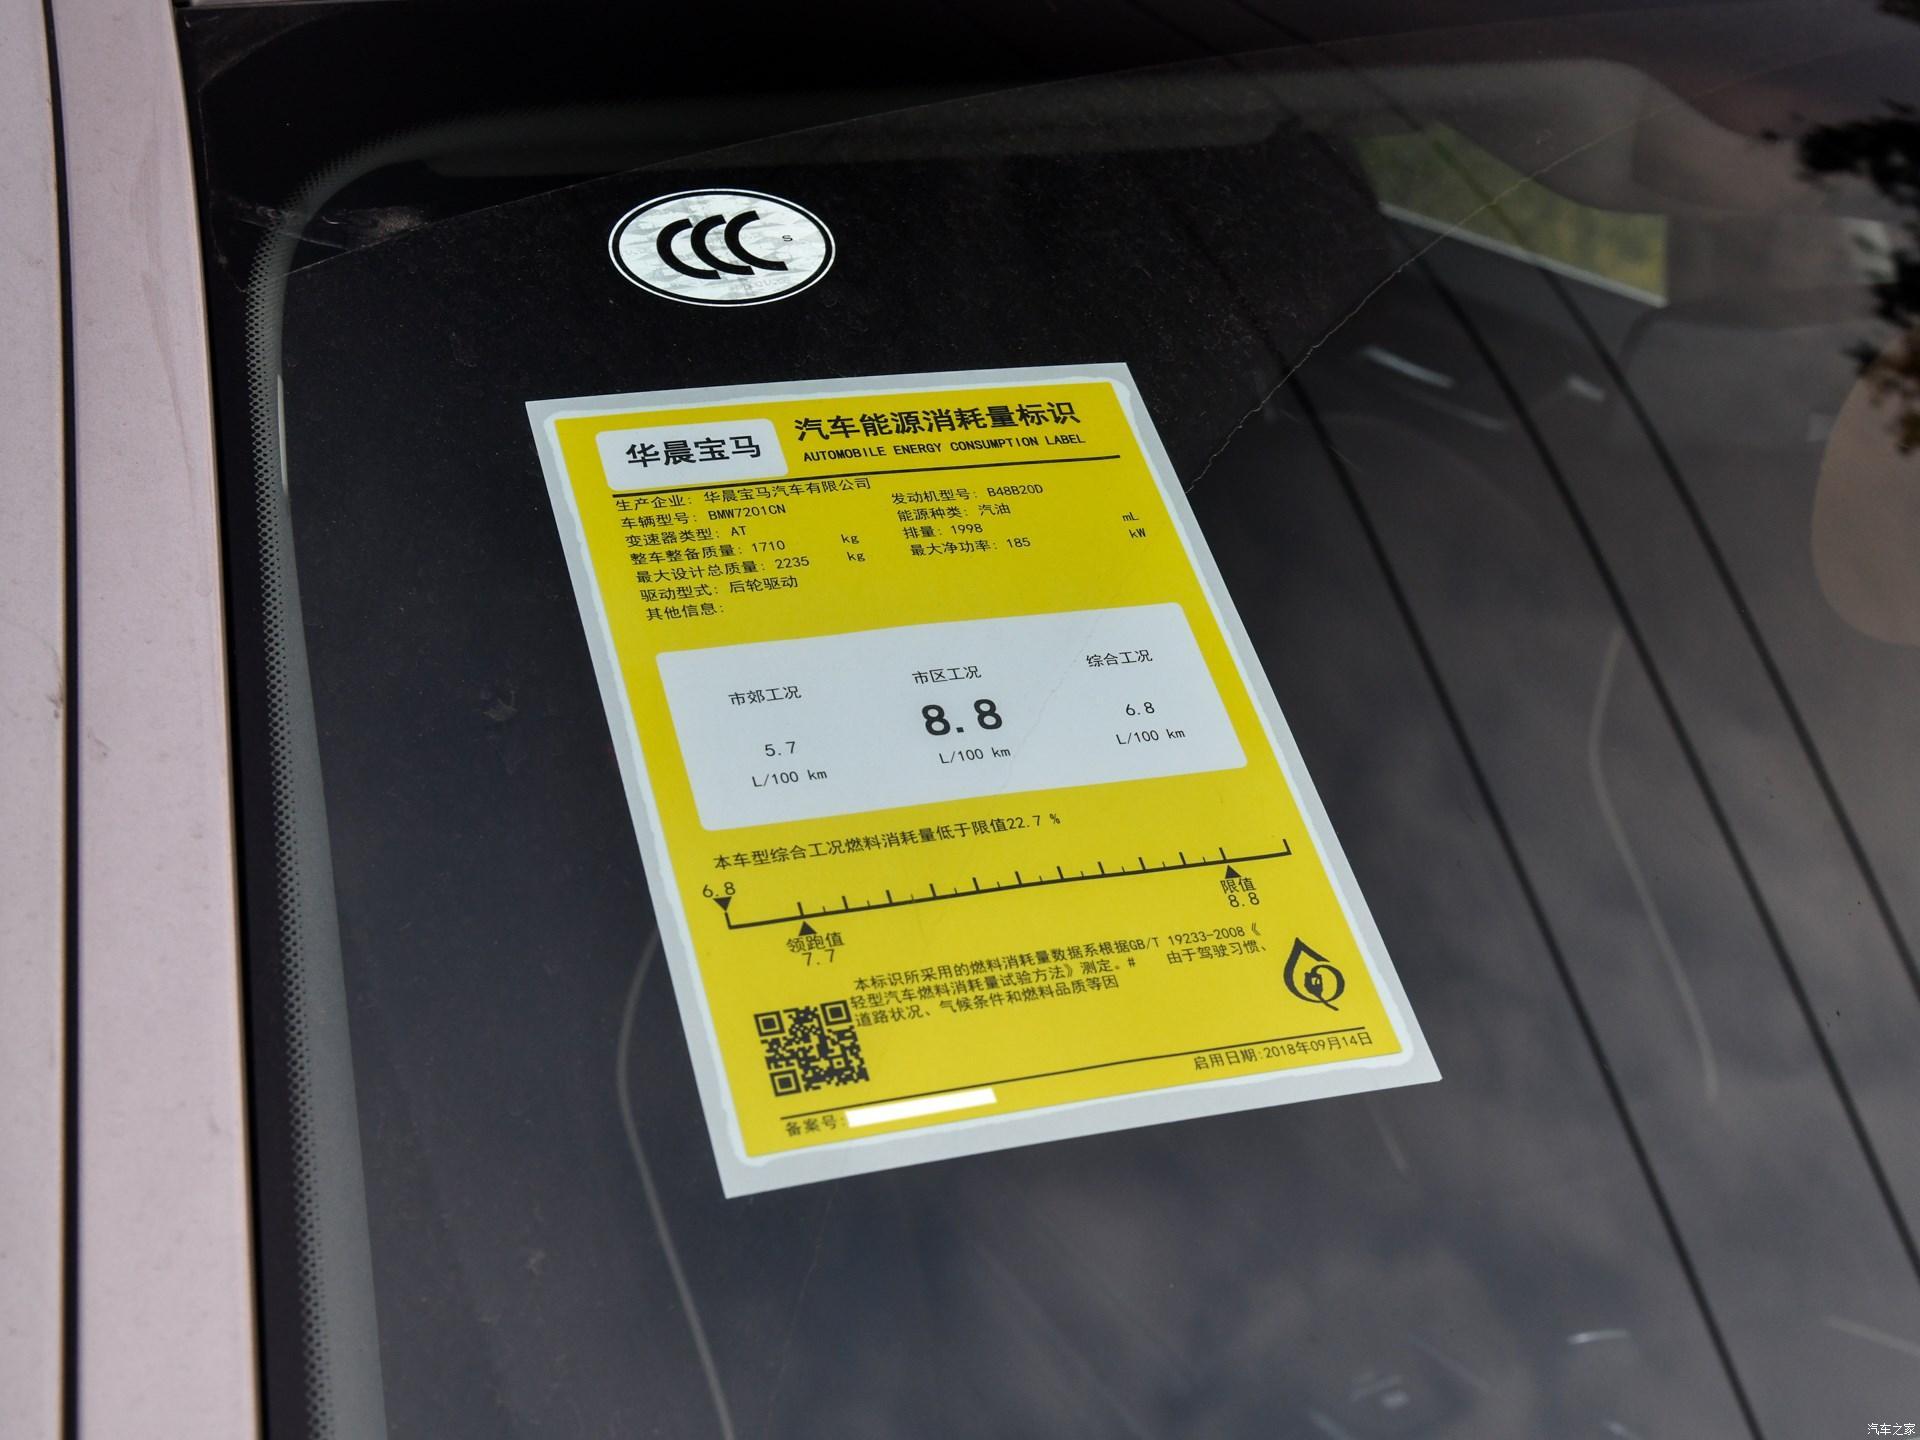 CCC S
华晨宝马
汽车能源消耗量标识
AUTOMOBILE ENERGY CONSUMPTION LABEL
生产企业: 华晨宝马汽车有限公司
车辆型号: BMW7201CN
变速器类型: AT
整车整备质量: 1710 kg
最大设计总质量: 2235 kg
驱动型式: 后轮驱动
其他信息:
发动机型号: B48B20D
能源种类: 汽油
排量: 1998 mL
最大净功率: 185 kW
市郊工况
5.7
L/100 km
市区工况
8.8
L/100 km
综合工况
6.8
L/100 km
本车型综合工况燃料消耗量低于限值22.7 %
6.8
领跑值
7.7
限值
8.8
本标识所采用的燃料消耗量数据系根据GB/T 19233-2008《
轻型汽车燃料消耗量试验方法》测定。# 由于驾驶习惯、
道路状况、气候条件和燃料品质等因
启用日期:2018年09月14日
备案号:
汽车之家